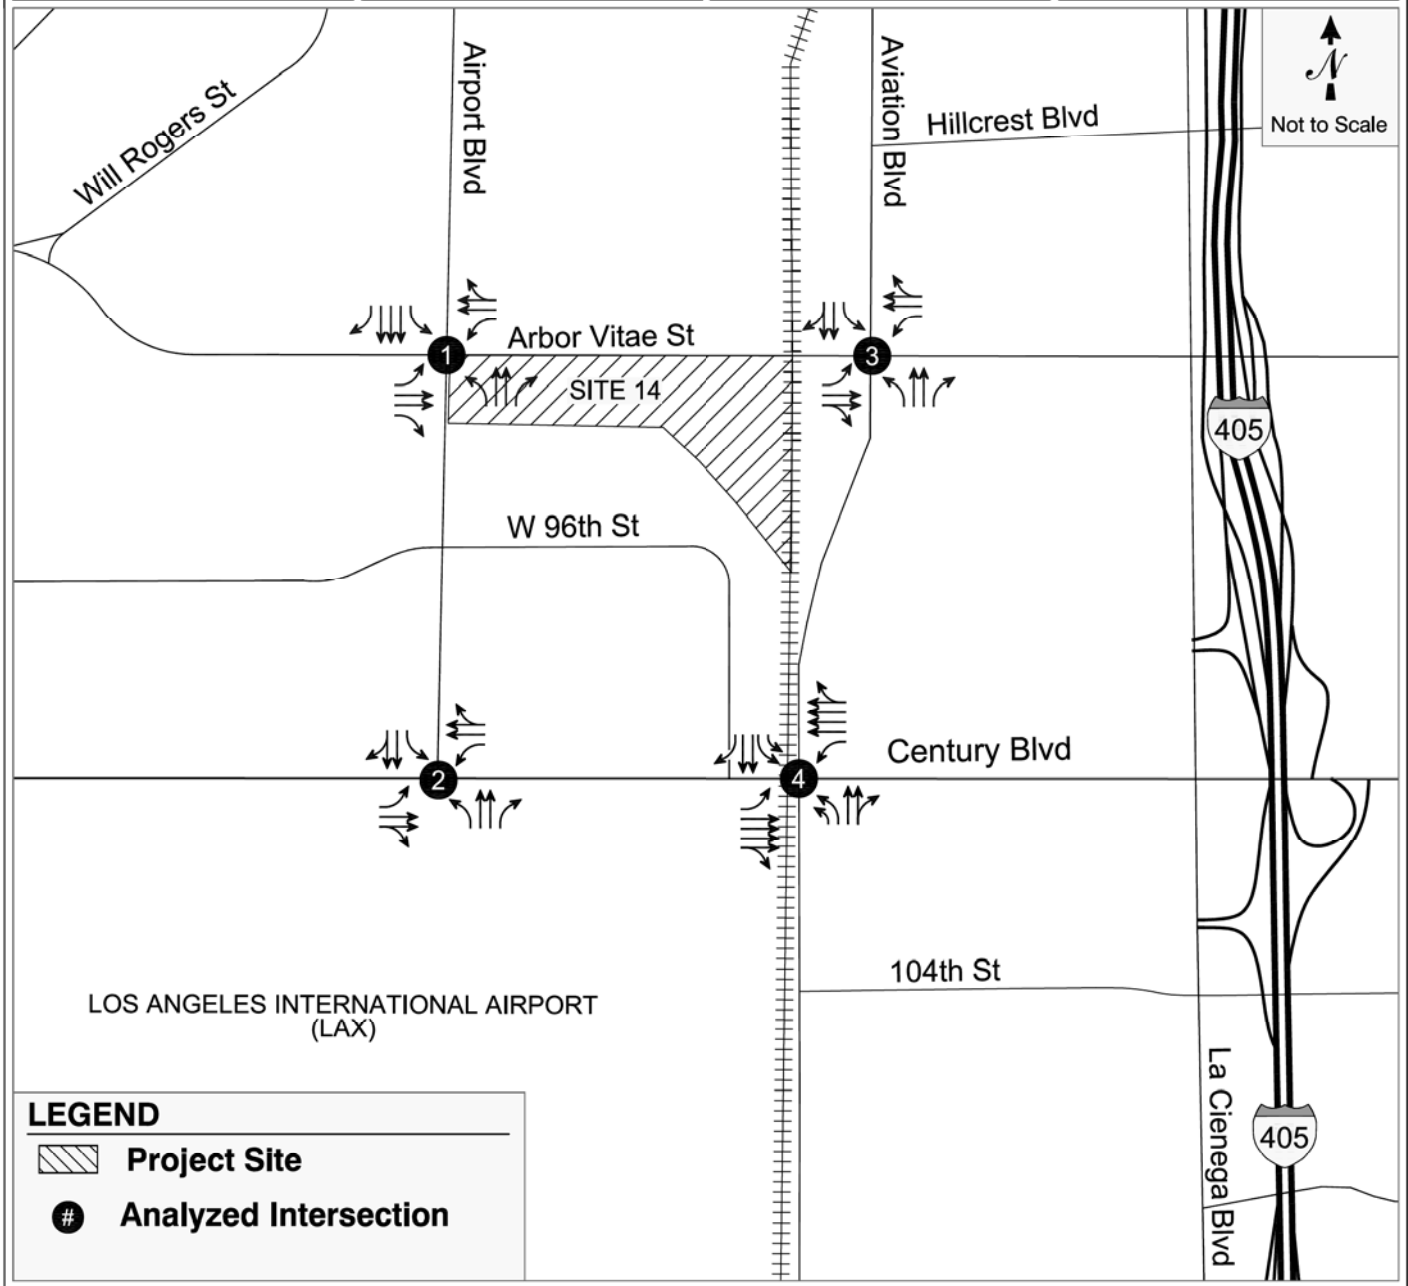 Will Rogers St
Airport Blvd
Aviation Blvd
Hillcrest Blvd
N
Not to Scale
1
Arbor Vitae St
3
SITE 14
405
W 96th St
2
4
Century Blvd
104th St
LOS ANGELES INTERNATIONAL AIRPORT
(LAX)
La Cienega Blvd
405
LEGEND
Project Site
# Analyzed Intersection